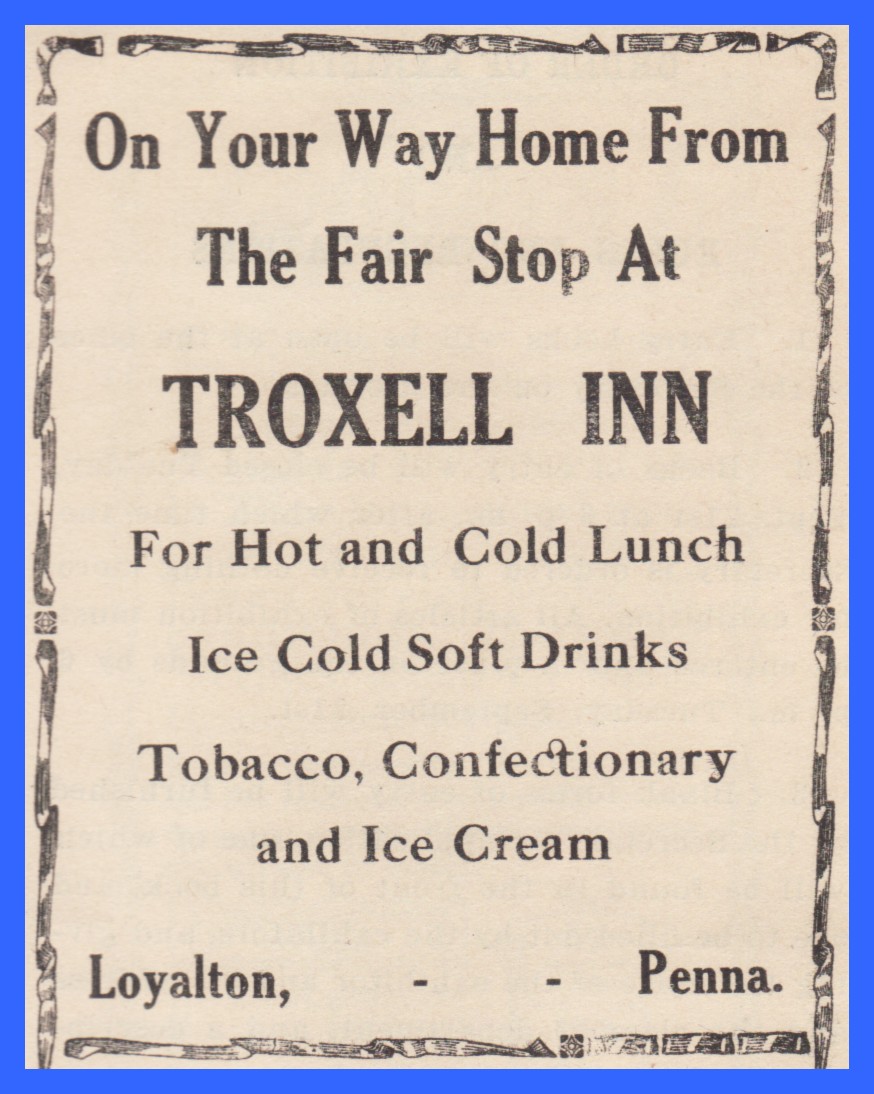 On Your Way Home From
The Fair Stop At
TROXELL INN
For Hot and Cold Lunch
Ice Cold Soft Drinks
Tobacco, Confectionary
and Ice Cream
Loyalton, - - Penna.